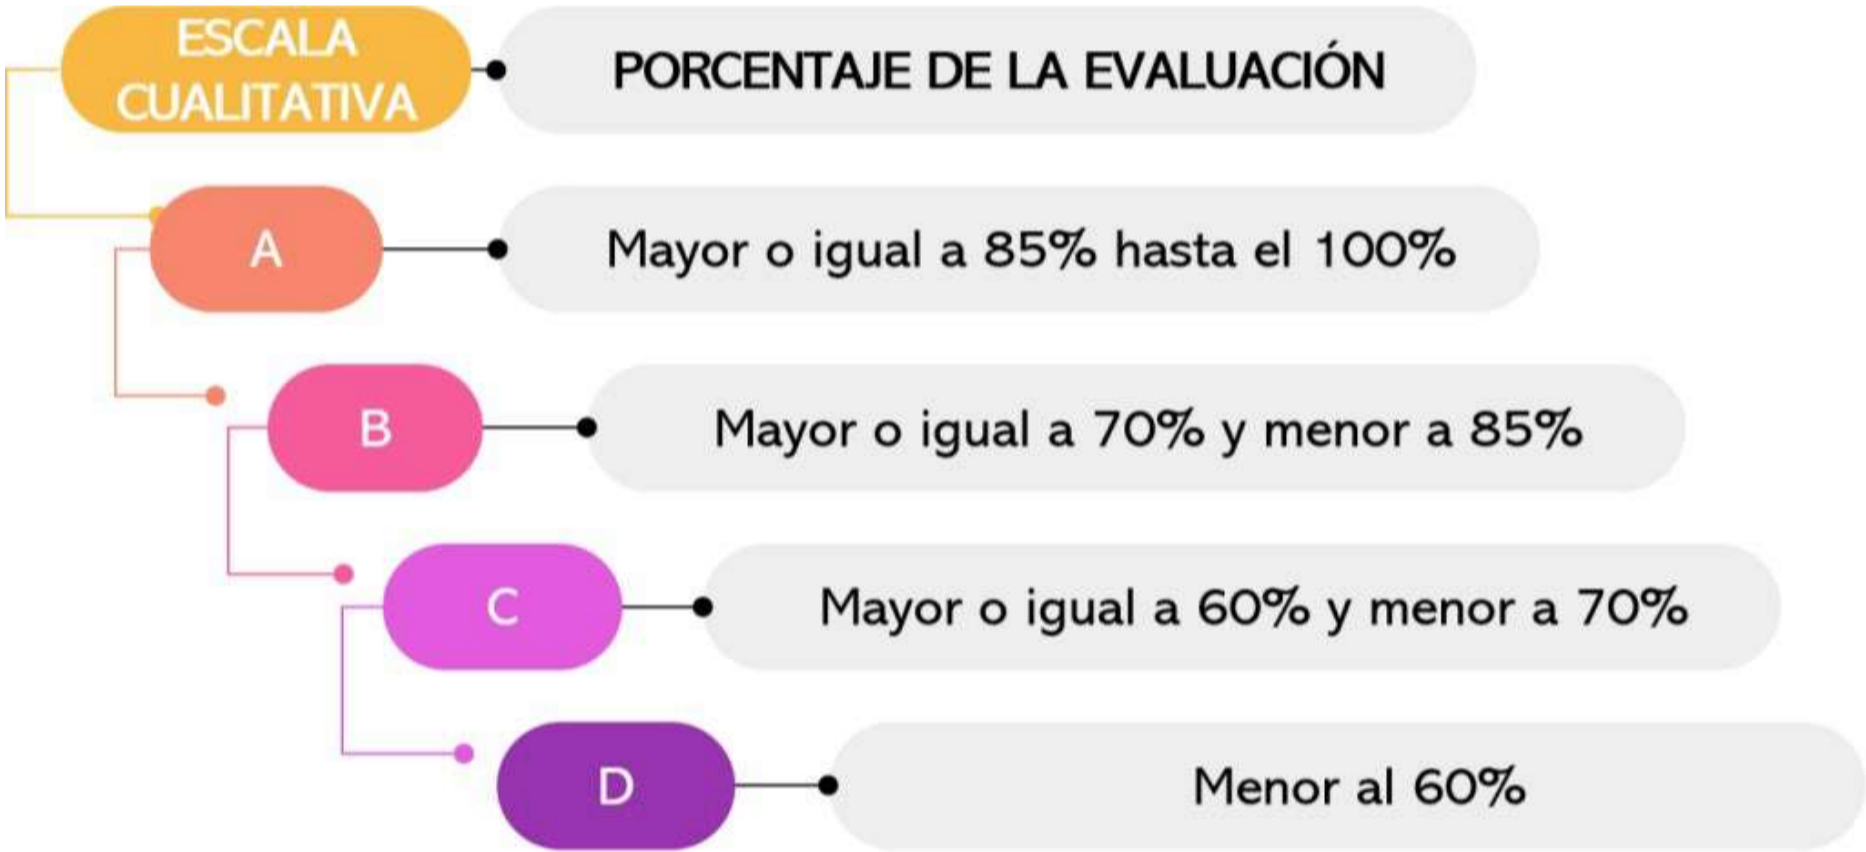 ESCALA
CUALITATIVA
PORCENTAJE DE LA EVALUACIÓN
A
Mayor o igual a 85% hasta el 100%
B
Mayor o igual a 70% y menor a 85%
C
Mayor o igual a 60% y menor a 70%
D
Menor al 60%